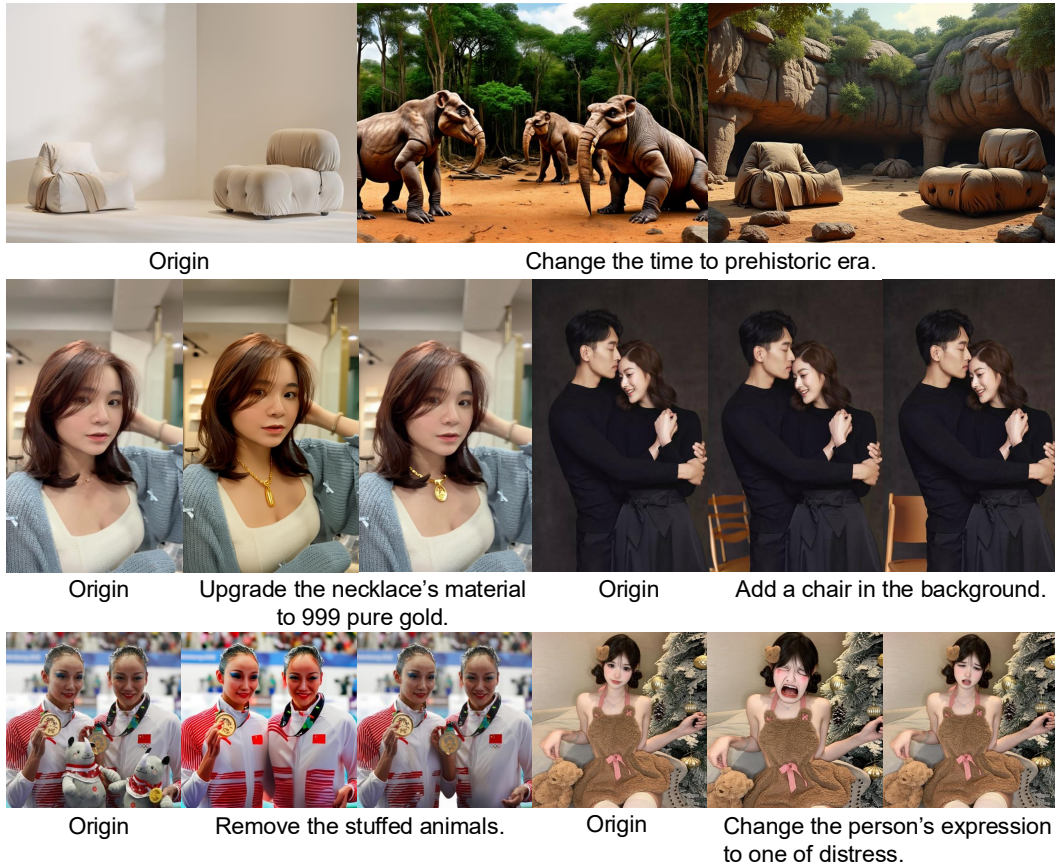 Origin
Change the time to prehistoric era.
Origin
Upgrade the necklace's material
to 999 pure gold.
Origin
Add a chair in the background.
Origin
Remove the stuffed animals.
Origin
Change the person's expression
to one of distress.